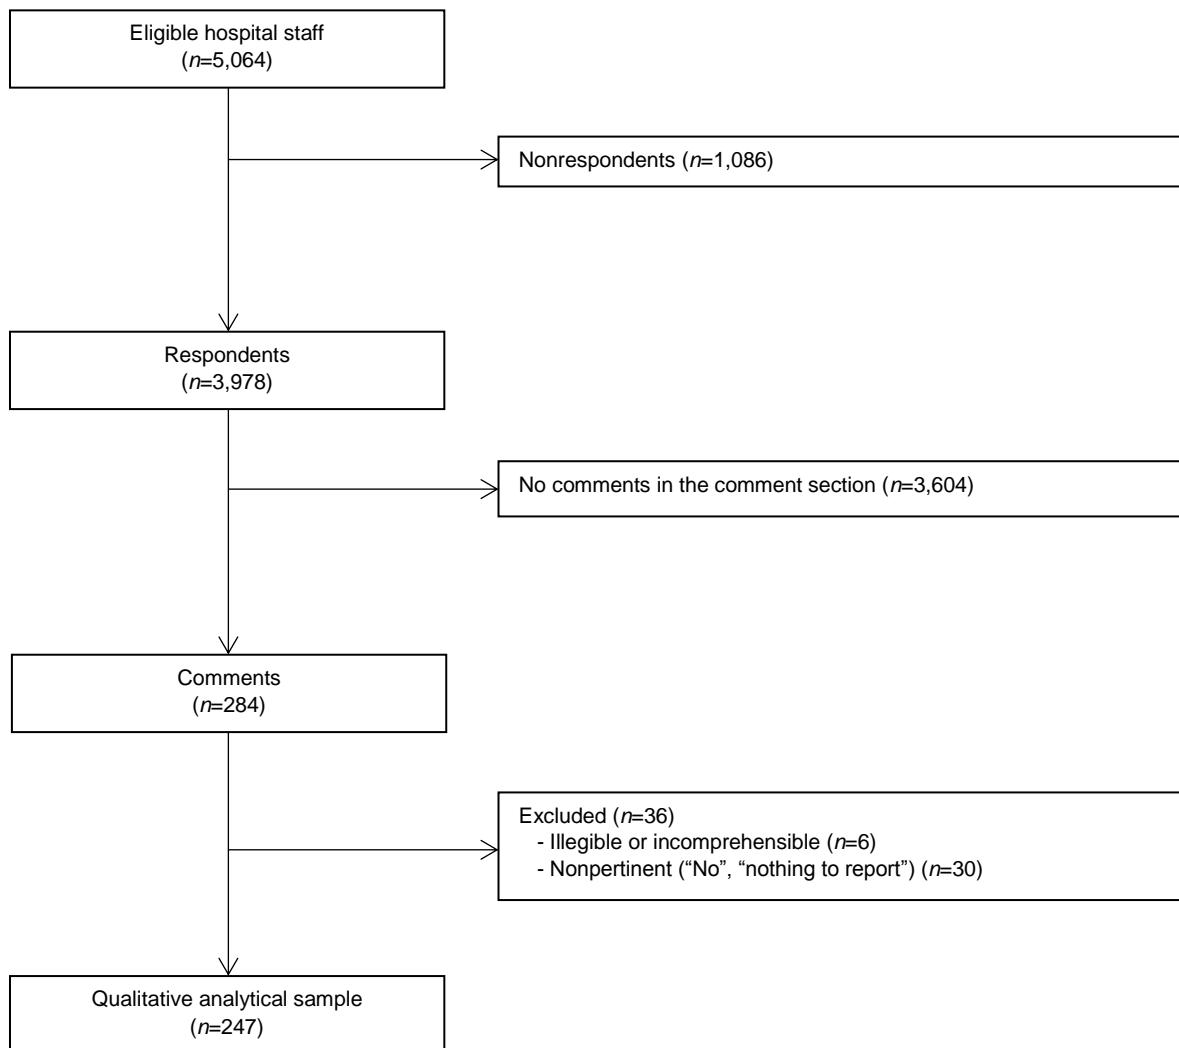 Eligible hospital staff
(n=5,064)
Nonrespondents (n=1,086)
Respondents
(n=3,978)
No comments in the comment section (n=3,604)
Comments
(n=284)
Excluded (n=36)
- Illegible or incomprehensible (n=6)
- Nonpertinent (“No”, “nothing to report”) (n=30)
Qualitative analytical sample
(n=247)